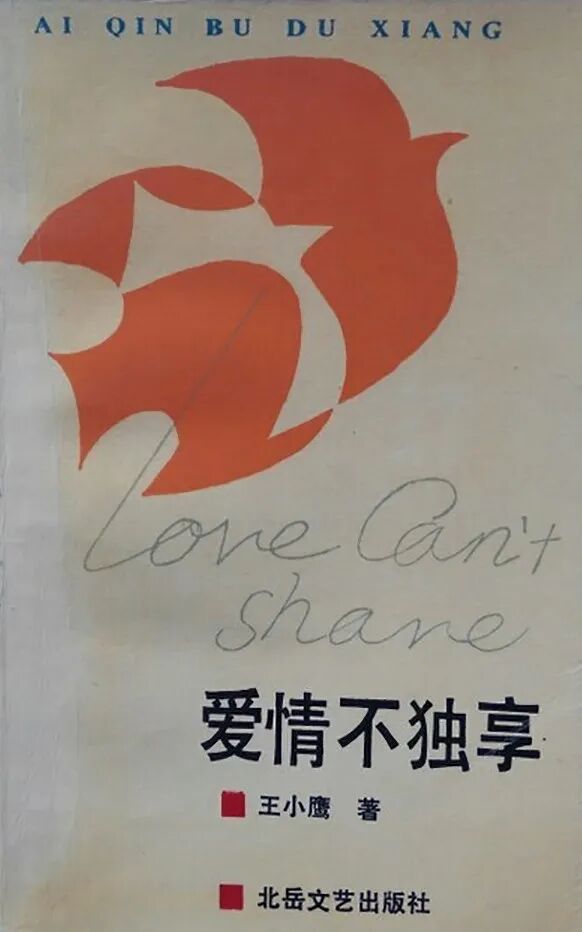 AI QIN BU DU XIANG
Love Can't
share
爱情不独享
王小鹰 著
北岳文艺出版社